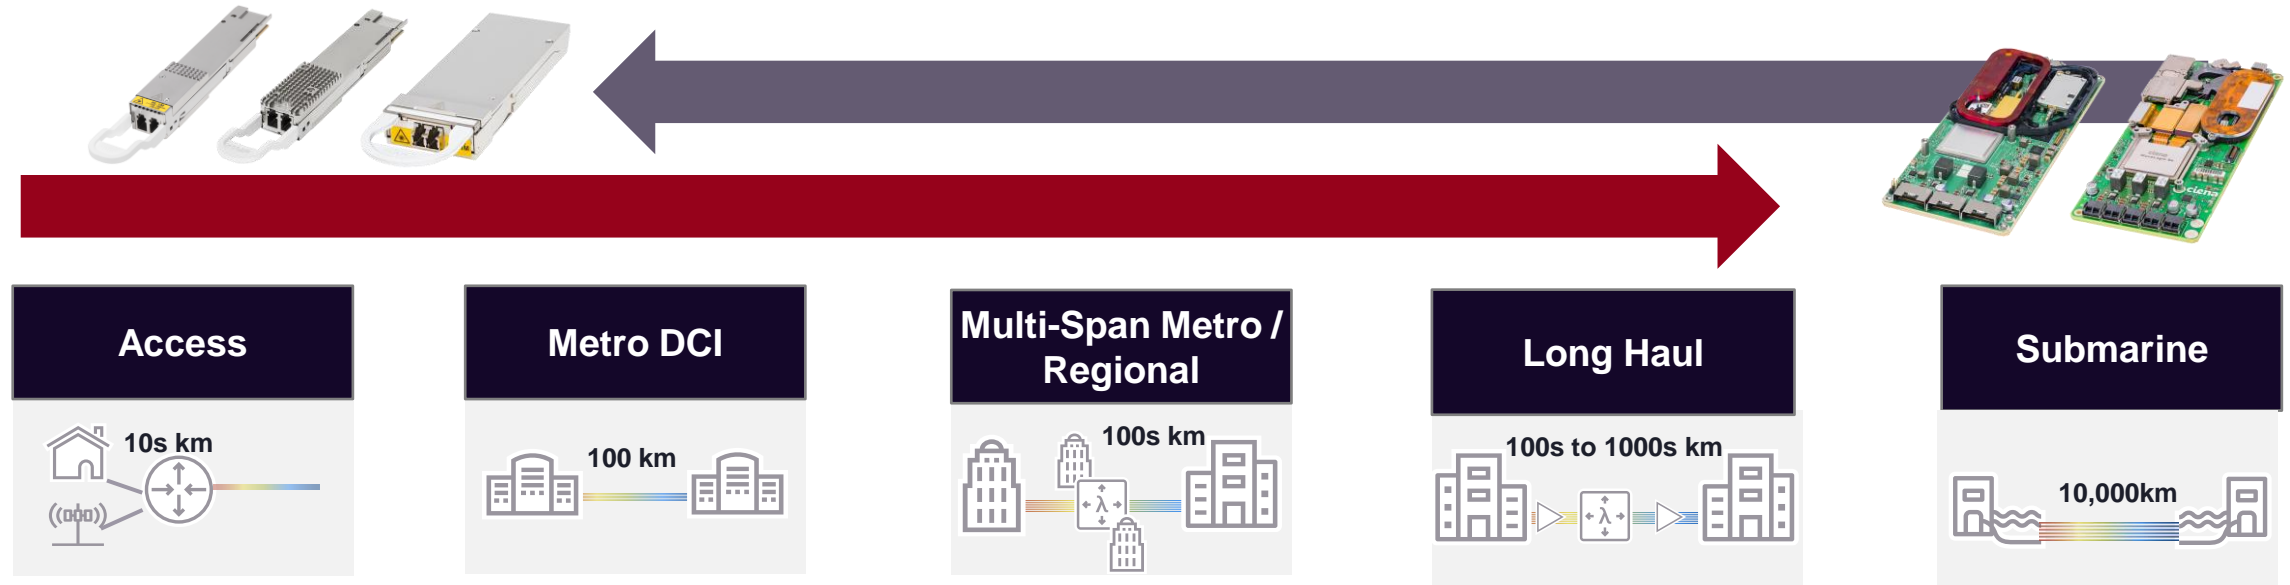 ciena
Access
Metro DCI
Multi-Span Metro /
Regional
Long Haul
Submarine
10s km
100 km
100s km
100s to 1000s km
10,000km
λ
λ